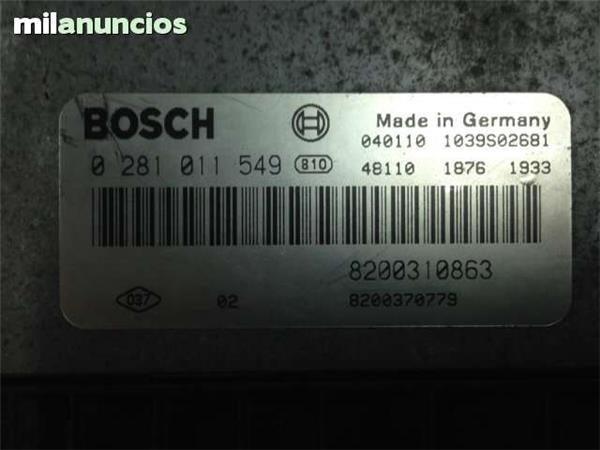 milanuncios
BOSCH
Made in Germany
040110 1039S02681
0 281 011 549 810
48110 1876 1933
8200310863
037 02 8200370779